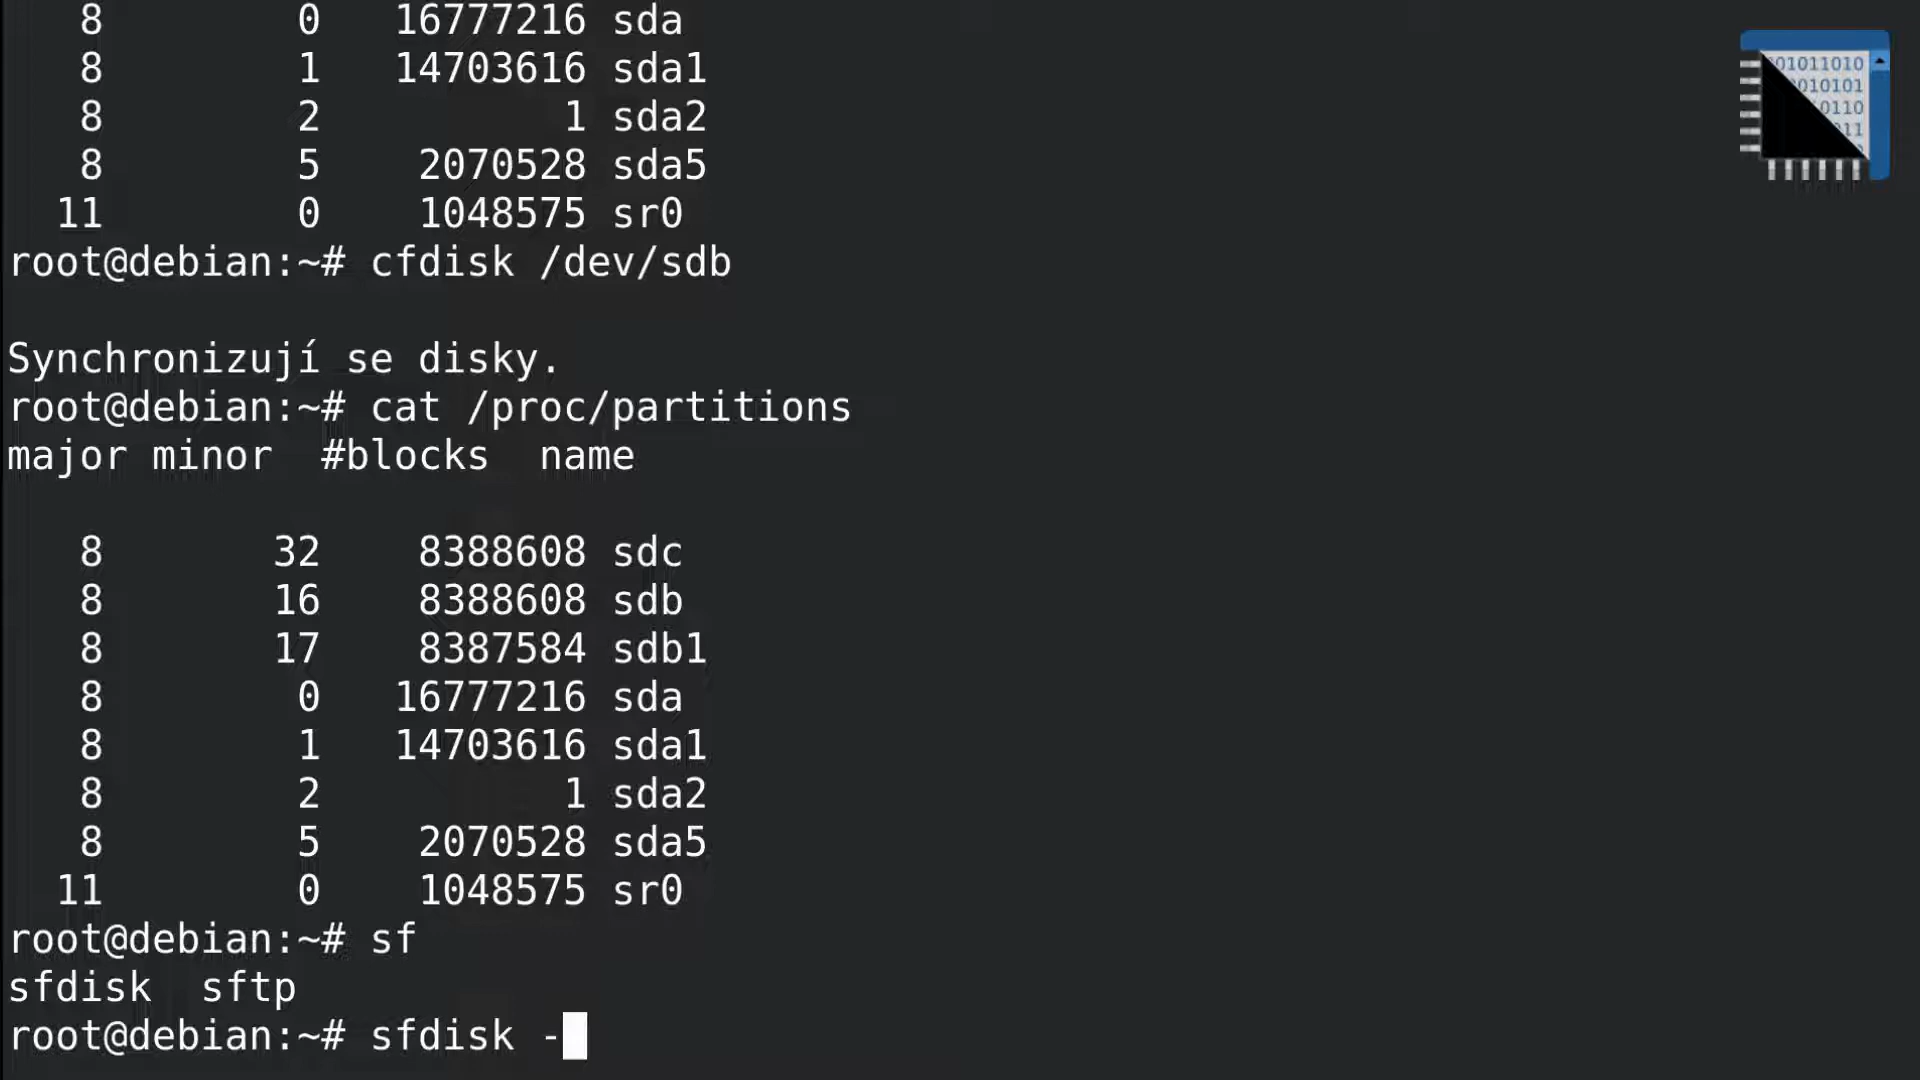 8 0 16777216 sda
8 1 14703616 sda1
8 2 1 sda2
8 5 2070528 sda5
11 0 1048575 sr0
root@debian:~# cfdisk /dev/sdb
Synchronizují se disky.
root@debian:~# cat /proc/partitions
major minor #blocks name
8 32 8388608 sdc
8 16 8388608 sdb
8 17 8387584 sdb1
8 0 16777216 sda
8 1 14703616 sda1
8 2 1 sda2
8 5 2070528 sda5
11 0 1048575 sr0
root@debian:~# sf
sfdisk sftp
root@debian:~# sfdisk -
001011010
0010101
0110
011